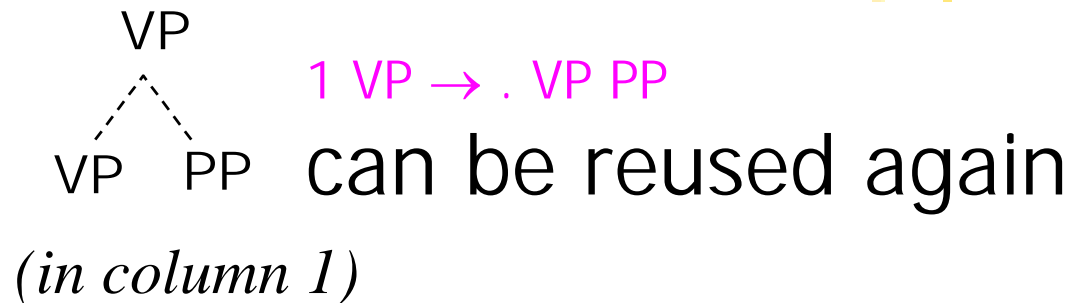 VP
1 VP → . VP PP
VP PP can be reused again
(in column 1)